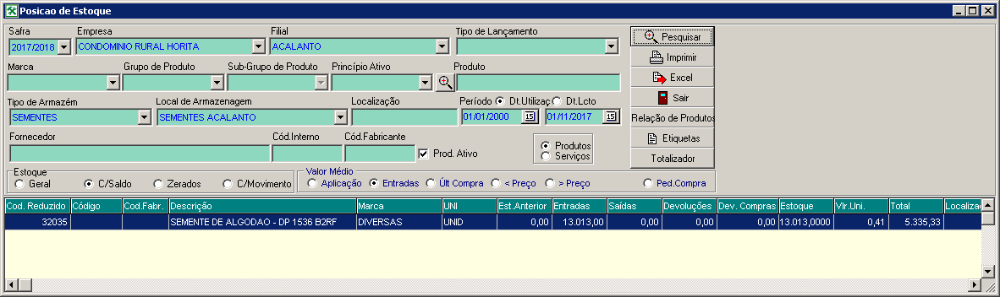 Posicao de Estoque
Safra Empresa Filial Tipo de Lançamento
2017/2018 CONDOMINIO RURAL HORITA ACALANTO
Pesquisar
Imprimir
Marca Grupo de Produto Sub-Grupo de Produto Princípio Ativo Produto
Excel
Sair
Tipo de Armazém Local de Armazenagem Localização Período Dt.Utilizaç Dt.Lcto
SEMENTES SEMENTES ACALANTO 01/01/2000 15 01/11/2017 15
Relação de Produtos
Fornecedor Cód.Interno Cód.Fabricante
Prod. Ativo
Produtos
Serviços
Etiquetas
Totalizador
Estoque
Geral C/Saldo Zerados C/Movimento
Valor Médio
Aplicação Entradas Últ Compra < Preço > Preço Ped.Compra
Cod. Reduzido Código Cod.Fabr. Descrição Marca UNI Est.Anterior Entradas Saídas Devoluções Dev. Compras Estoque Vlr.Uni. Total Localizaç
32035 SEMENTE DE ALGODAO - DP 1536 B2RF DIVERSAS UNID 0,00 13.013,00 0,00 0,00 0,00 13.013,0000 0,41 5.335,33